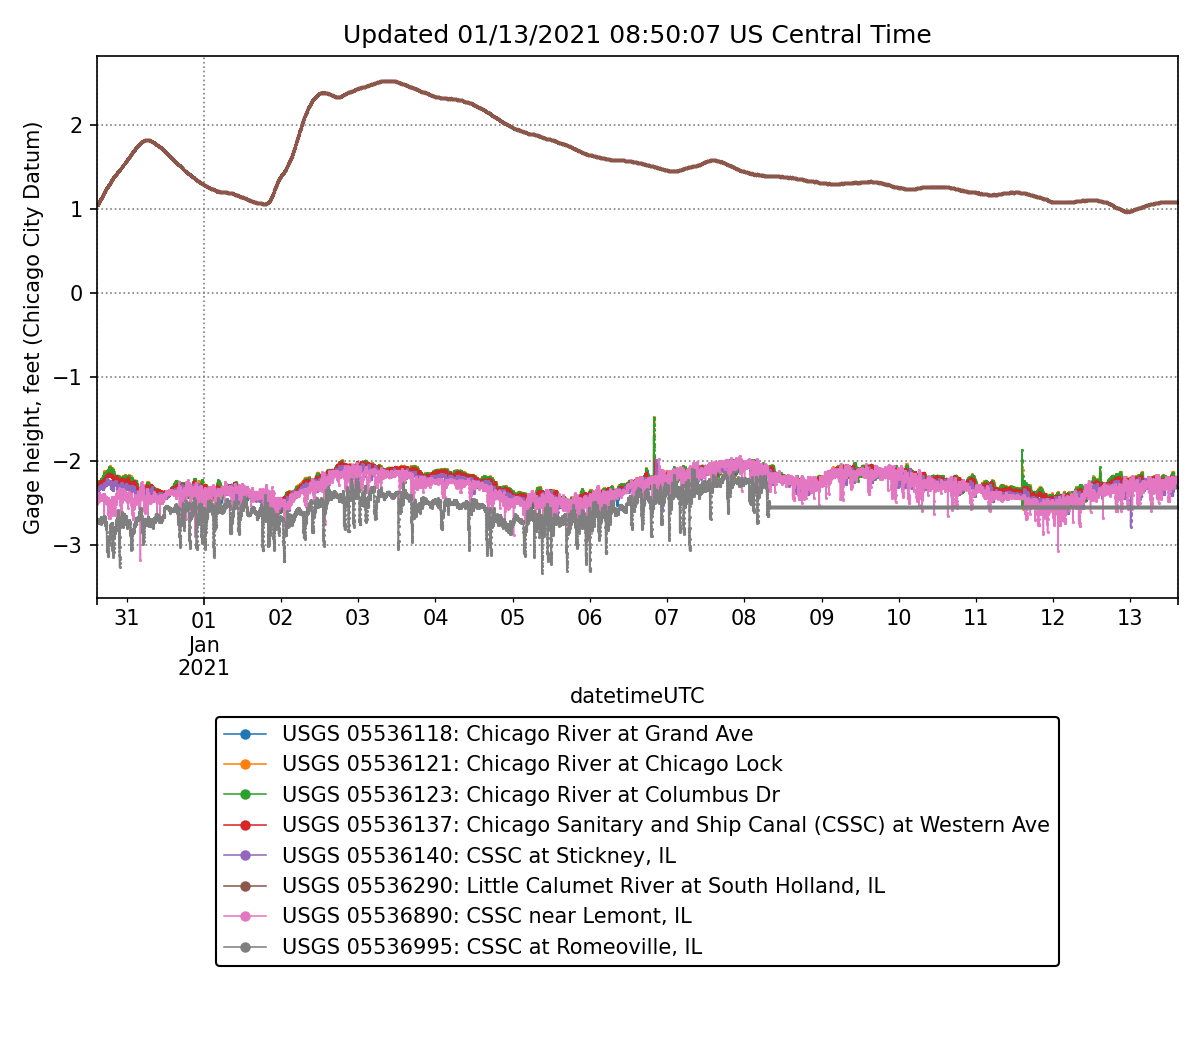 Updated 01/13/2021 08:50:07 US Central Time
Gage height, feet (Chicago City Datum)
2
1
0
−1
−2
−3
31
01
Jan
2021
02
03
04
05
06
07
08
09
10
11
12
13
datetimeUTC
USGS 05536118: Chicago River at Grand Ave
USGS 05536121: Chicago River at Chicago Lock
USGS 05536123: Chicago River at Columbus Dr
USGS 05536137: Chicago Sanitary and Ship Canal (CSSC) at Western Ave
USGS 05536140: CSSC at Stickney, IL
USGS 05536290: Little Calumet River at South Holland, IL
USGS 05536890: CSSC near Lemont, IL
USGS 05536995: CSSC at Romeoville, IL